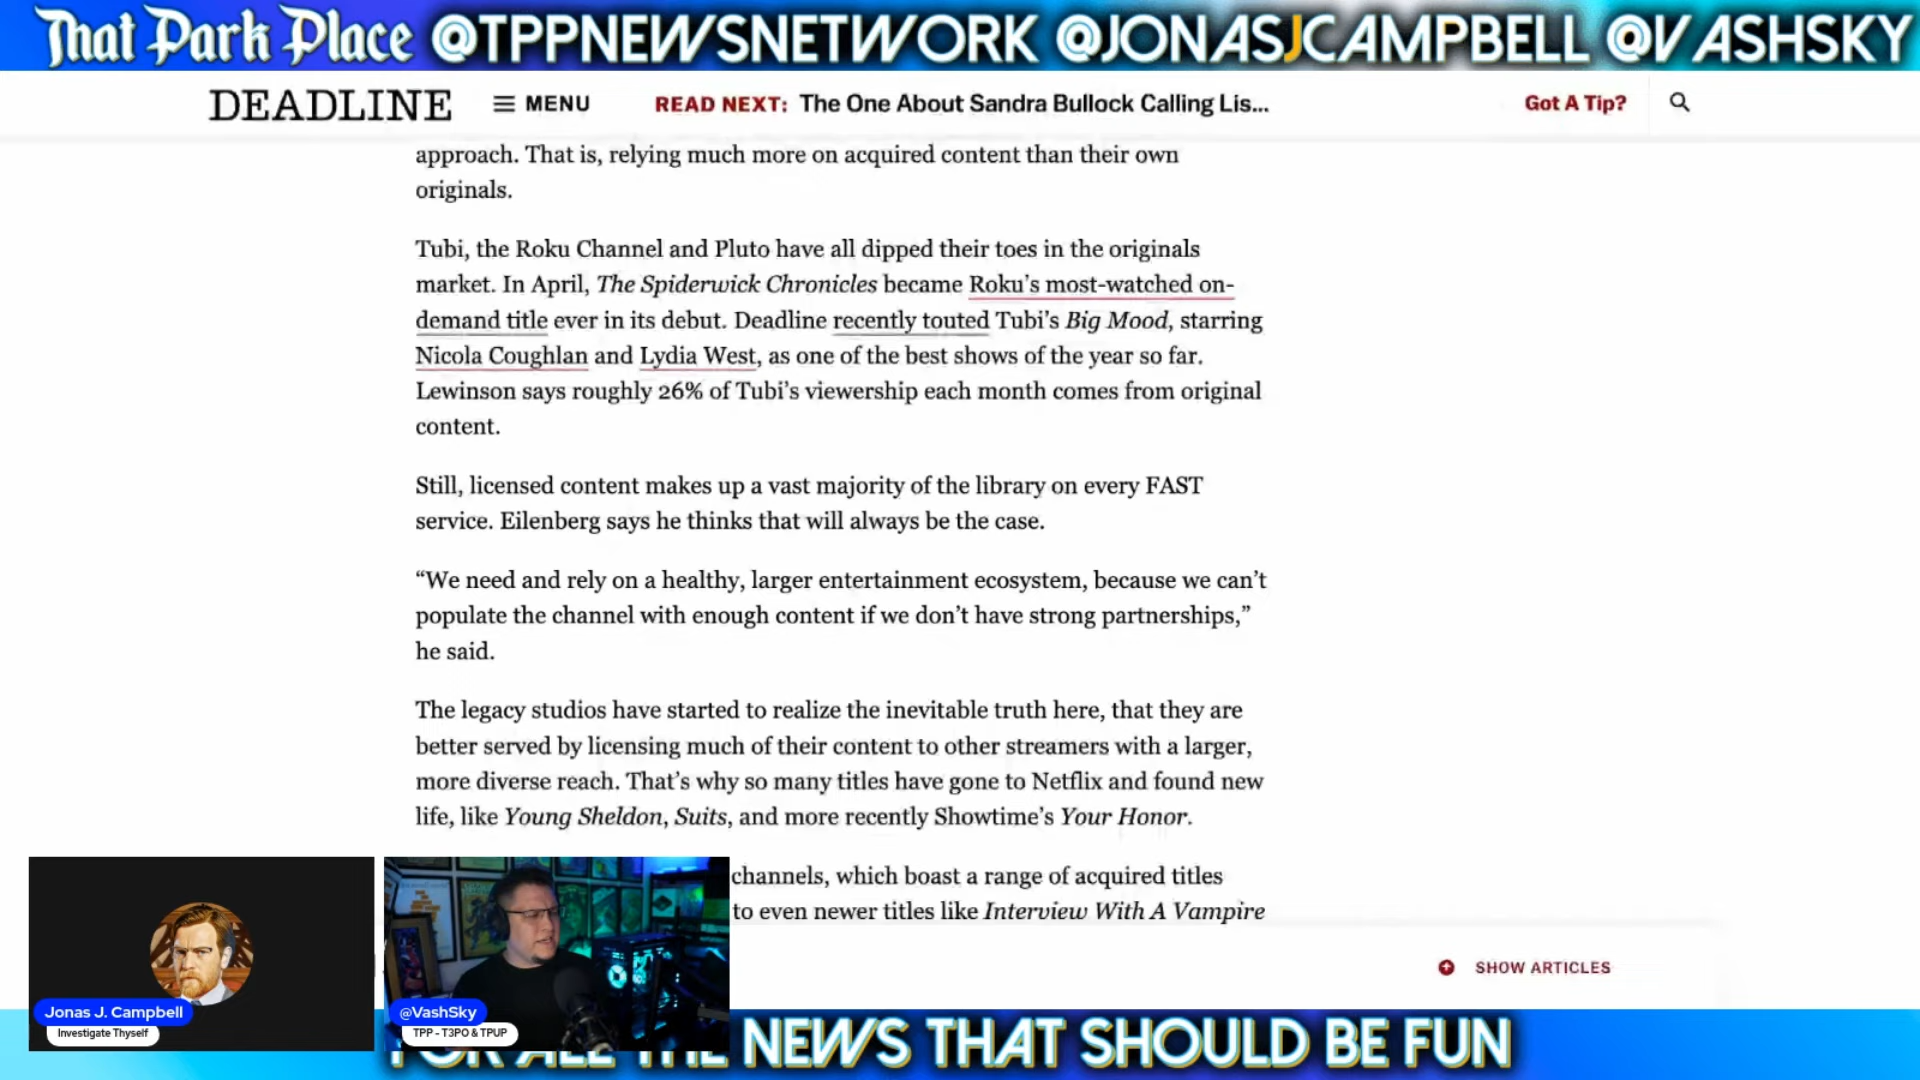 That Park Place @TPPNEWSNETWORK @JONASJCAMPBELL @VASHSKY
DEADLINE MENU READ NEXT: The One About Sandra Bullock Calling Lis... Got A Tip?
approach. That is, relying much more on acquired content than their own
originals.
Tubi, the Roku Channel and Pluto have all dipped their toes in the originals
market. In April, The Spiderwick Chronicles became Roku’s most-watched on-
demand title ever in its debut. Deadline recently touted Tubi’s Big Mood, starring
Nicola Coughlan and Lydia West, as one of the best shows of the year so far.
Lewinson says roughly 26% of Tubi’s viewership each month comes from original
content.
Still, licensed content makes up a vast majority of the library on every FAST
service. Eilenberg says he thinks that will always be the case.
“We need and rely on a healthy, larger entertainment ecosystem, because we can’t
populate the channel with enough content if we don’t have strong partnerships,”
he said.
The legacy studios have started to realize the inevitable truth here, that they are
better served by licensing much of their content to other streamers with a larger,
more diverse reach. That’s why so many titles have gone to Netflix and found new
life, like Young Sheldon, Suits, and more recently Showtime’s Your Honor.
channels, which boast a range of acquired titles
to even newer titles like Interview With A Vampire
SHOW ARTICLES
Jonas J. Campbell
Investigate Thyself
@VashSky
TPP - T3PO & TPUP
FOR ALL THE NEWS THAT SHOULD BE FUN